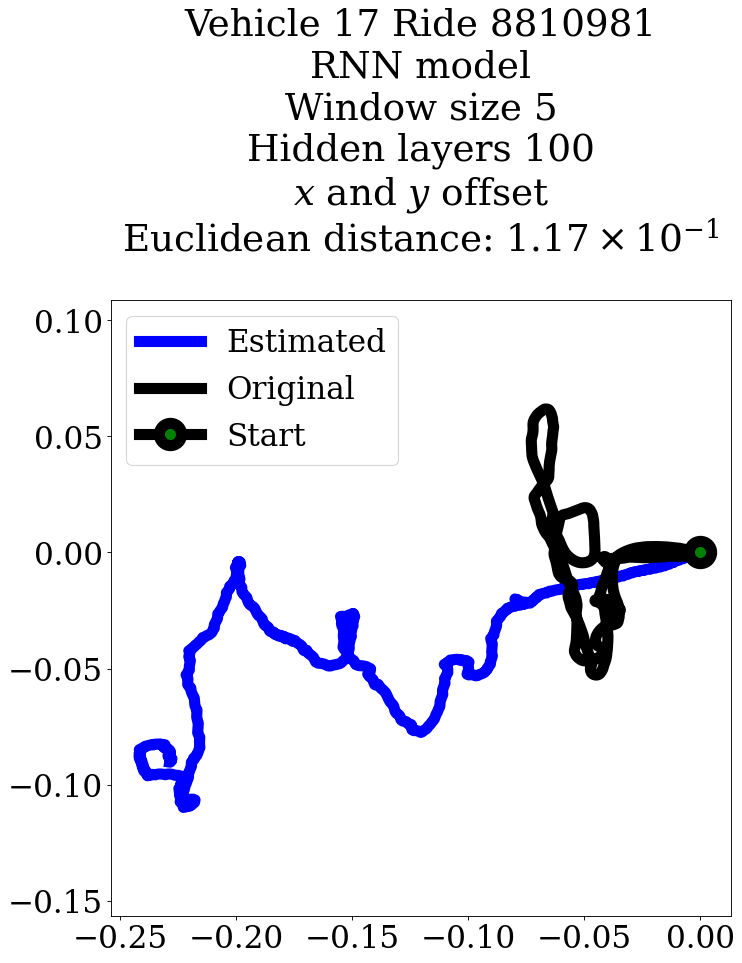 Vehicle 17 Ride 8810981
RNN model
Window size 5
Hidden layers 100
x and y offset
Euclidean distance: 1.17 × 10⁻¹
Estimated
Original
Start
0.10
0.05
0.00
−0.05
−0.10
−0.15
−0.25 −0.20 −0.15 −0.10 −0.05 0.00